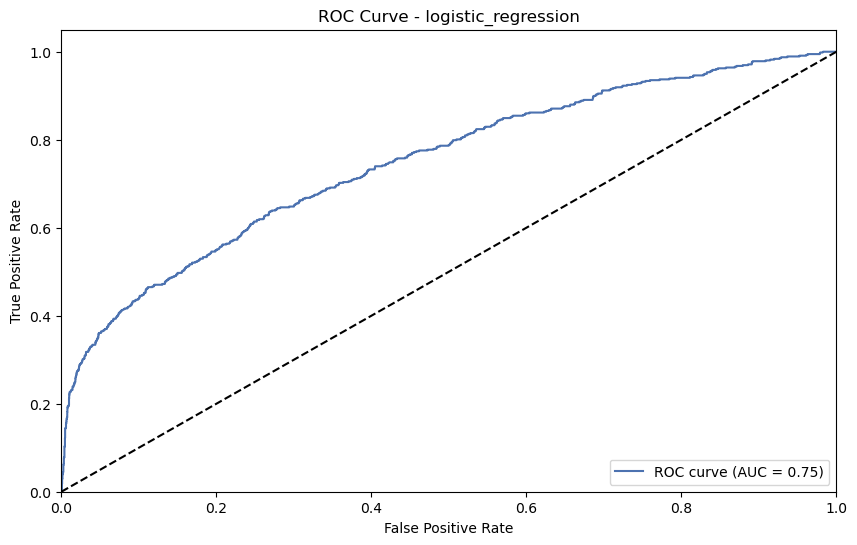 ROC Curve - logistic_regression
1.0
0.8
0.6
0.4
0.2
0.0
True Positive Rate
ROC curve (AUC = 0.75)
0.0 0.2 0.4 0.6 0.8 1.0
False Positive Rate